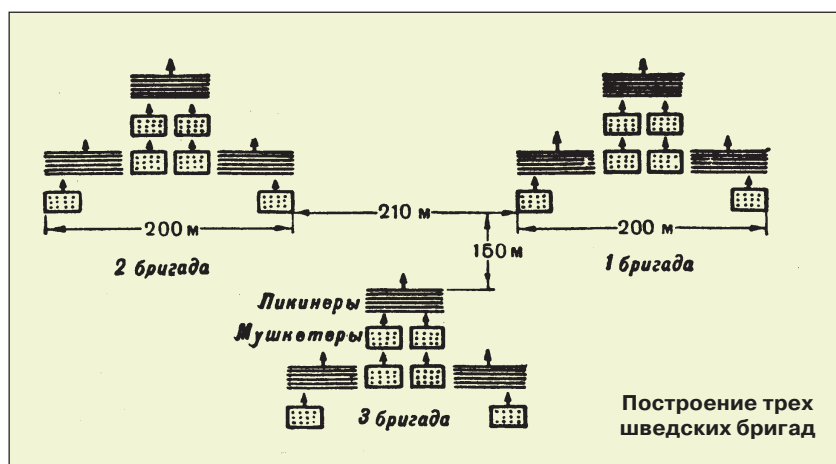 210 м
200 м
200 м
150 м
2 бригада
1 бригада
Пикинеры
Мушкетеры
3 бригада
Построение трех
шведских бригад